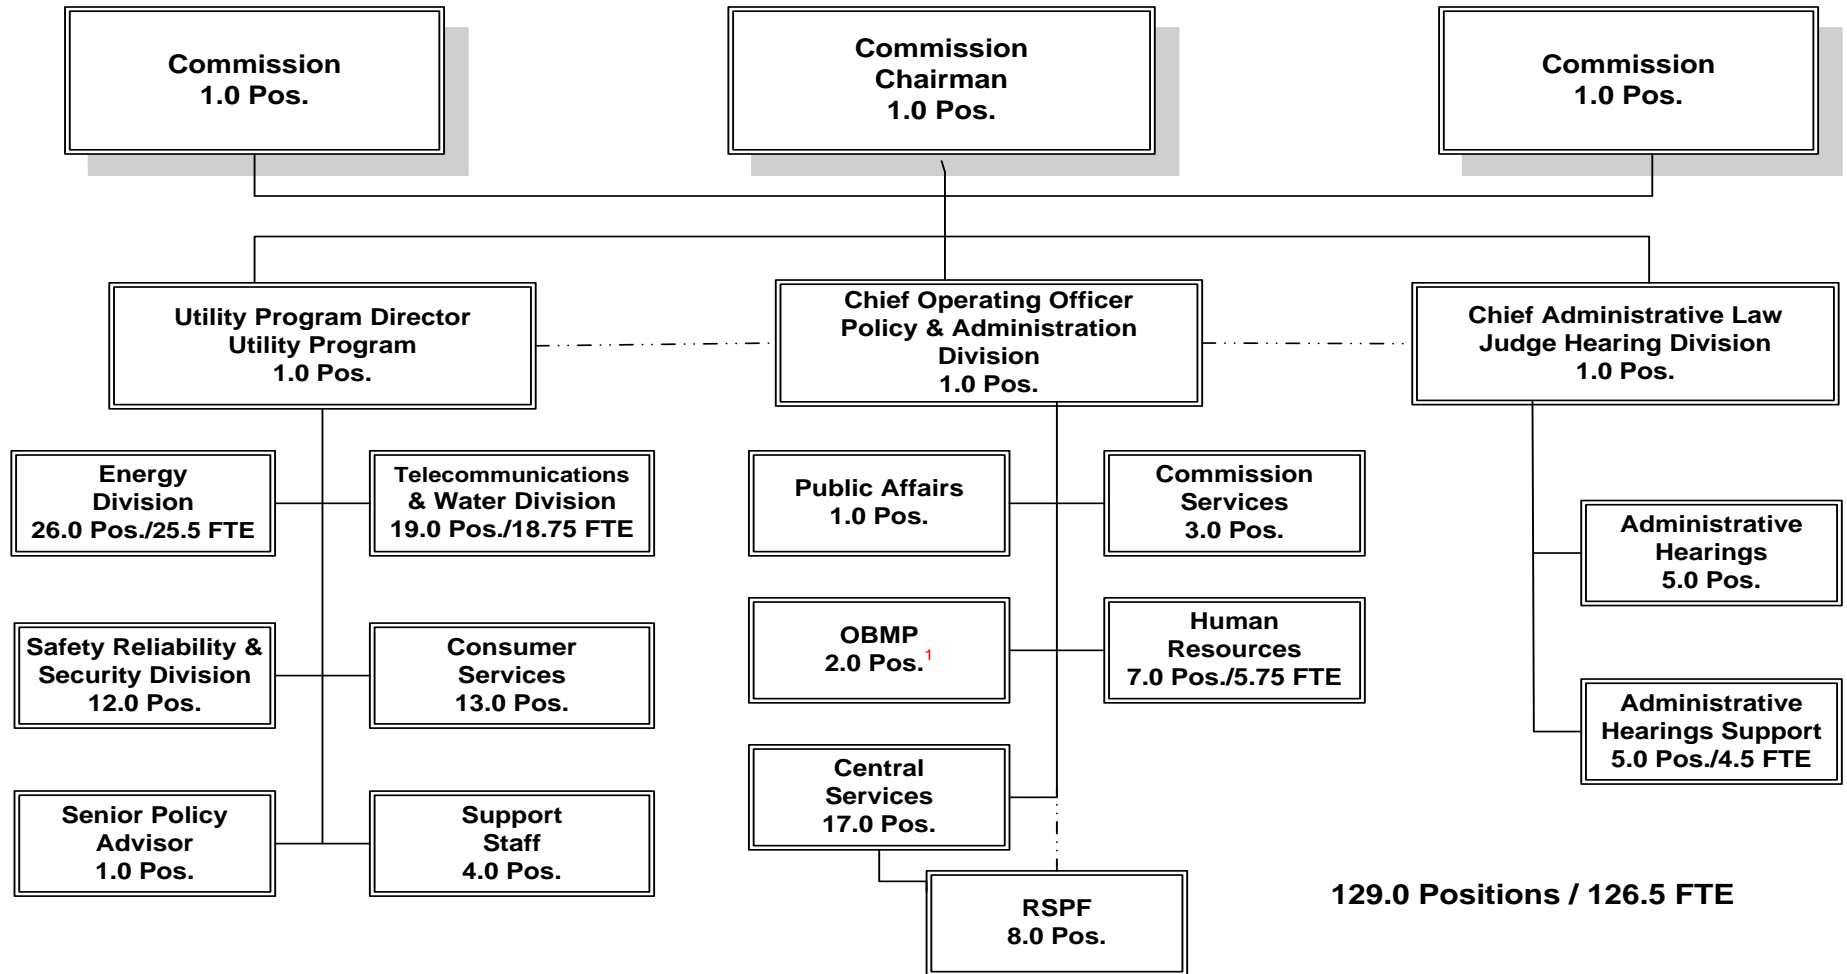 Commission
1.0 Pos.
Commission
Chairman
1.0 Pos.
Commission
1.0 Pos.
Utility Program Director
Utility Program
1.0 Pos.
Chief Operating Officer
Policy & Administration
Division
1.0 Pos.
Chief Administrative Law
Judge Hearing Division
1.0 Pos.
Energy
Division
26.0 Pos./25.5 FTE
Telecommunications
& Water Division
19.0 Pos./18.75 FTE
Public Affairs
1.0 Pos.
Commission
Services
3.0 Pos.
Administrative
Hearings
5.0 Pos.
Safety Reliability &
Security Division
12.0 Pos.
Consumer
Services
13.0 Pos.
OBMP
2.0 Pos.¹
Human
Resources
7.0 Pos./5.75 FTE
Administrative
Hearings Support
5.0 Pos./4.5 FTE
Senior Policy
Advisor
1.0 Pos.
Support
Staff
4.0 Pos.
Central
Services
17.0 Pos.
RSPF
8.0 Pos.
129.0 Positions / 126.5 FTE